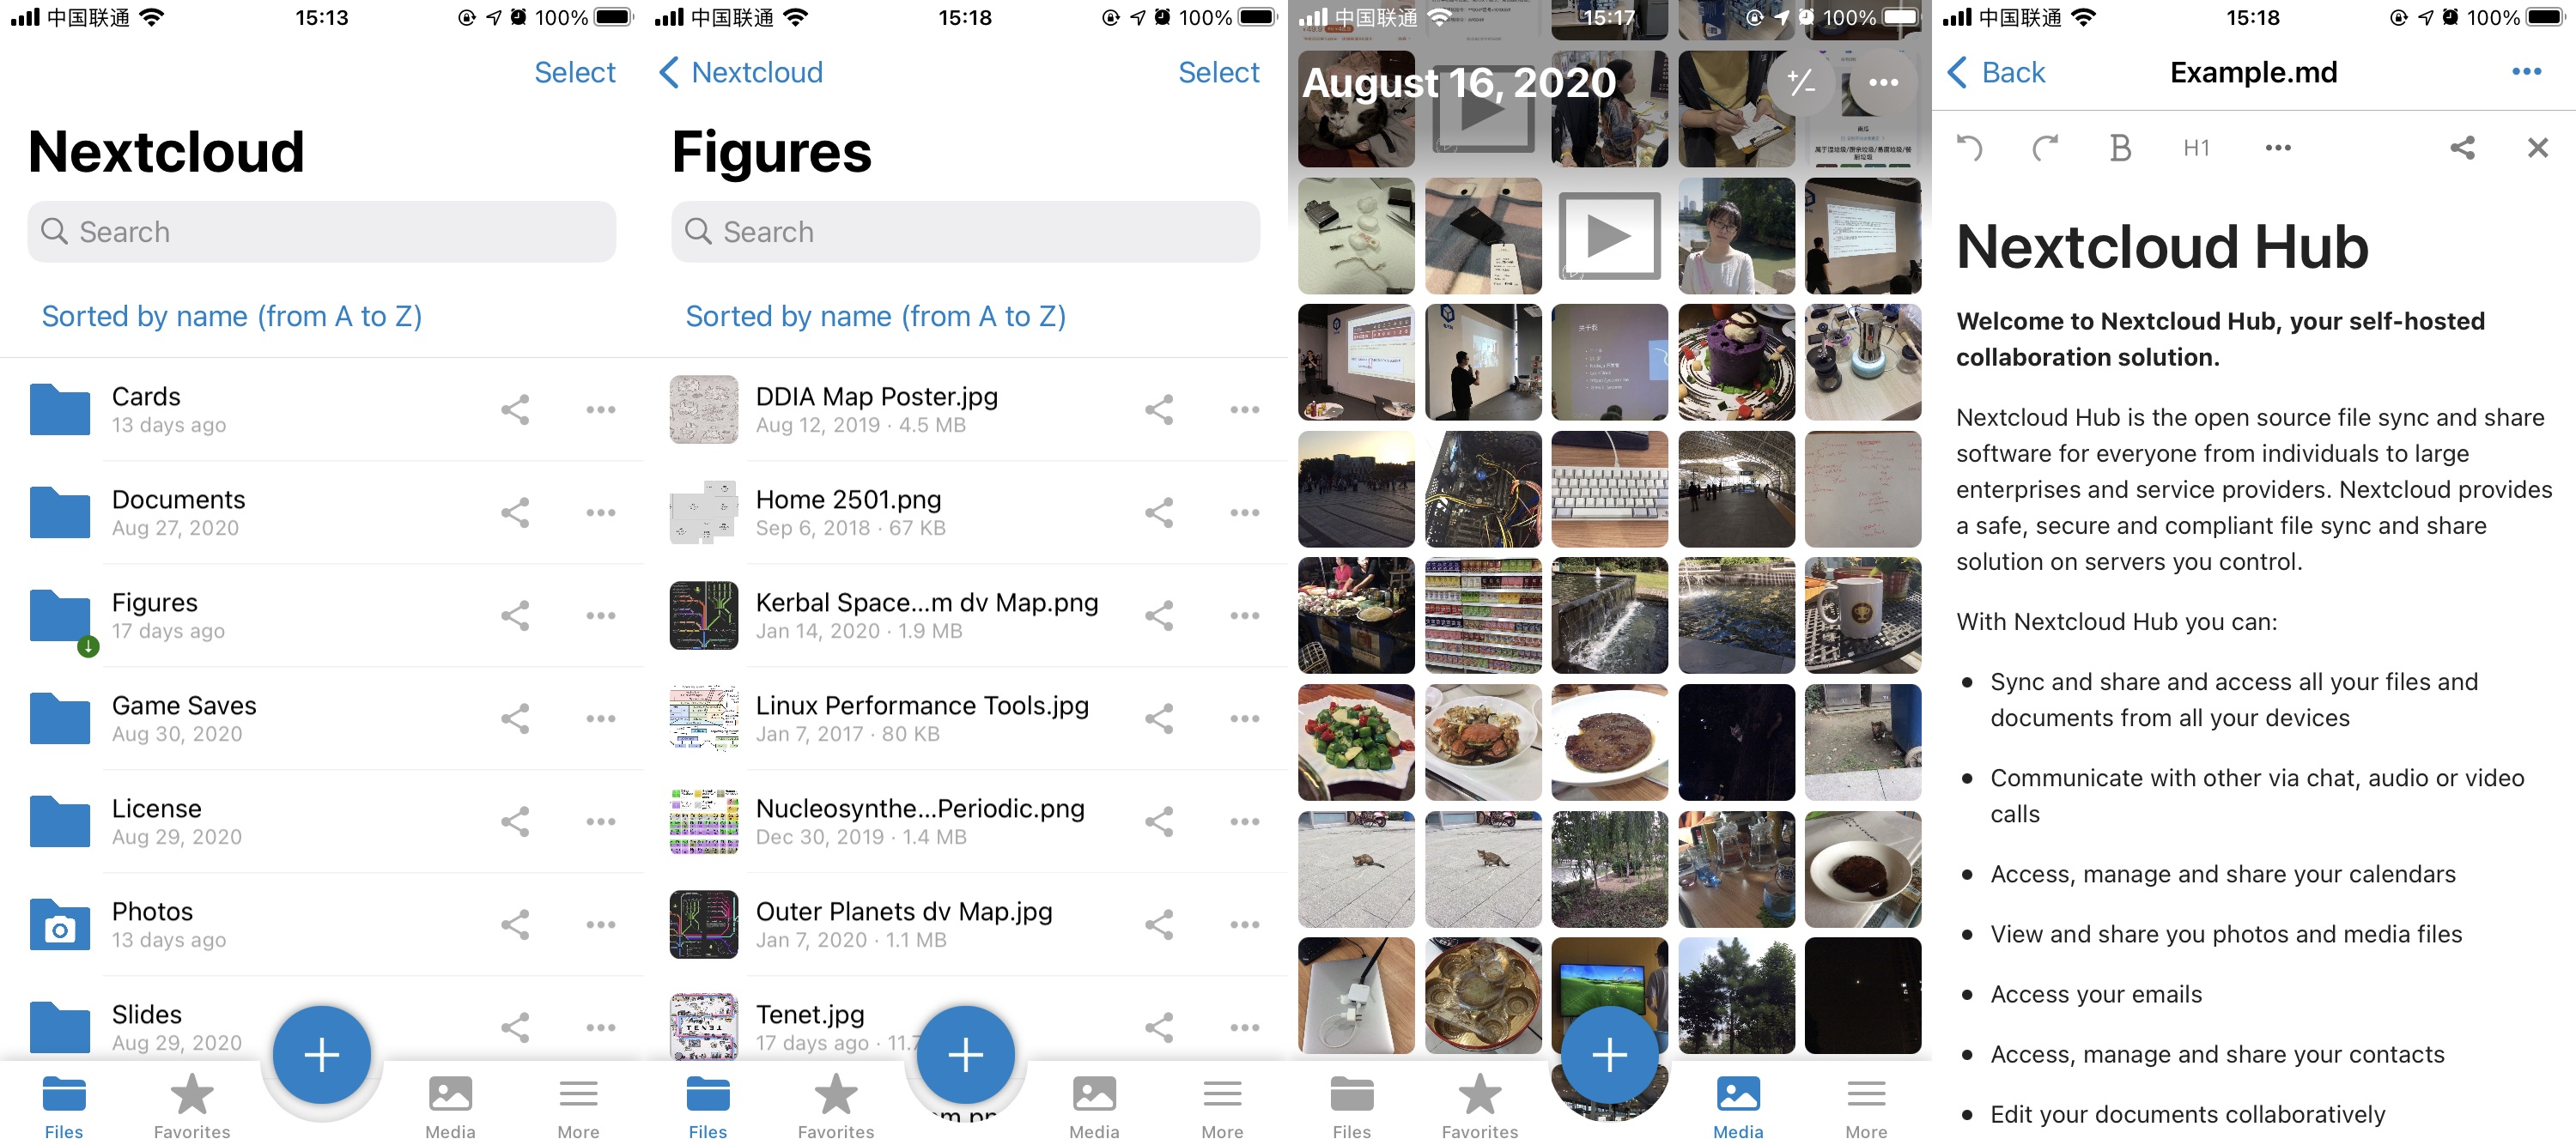 中国联通
15:13
100%
Select
Nextcloud
Search
Sorted by name (from A to Z)
Cards
13 days ago
Documents
Aug 27, 2020
Figures
17 days ago
Game Saves
Aug 30, 2020
License
Aug 29, 2020
Photos
13 days ago
Slides
Aug 29, 2020
Files
Favorites
Media
More
中国联通
15:18
100%
Nextcloud
Select
Figures
Search
Sorted by name (from A to Z)
DDIA Map Poster.jpg
Aug 12, 2019 · 4.5 MB
Home 2501.png
Sep 6, 2018 · 67 KB
Kerbal Space...m dv Map.png
Jan 14, 2020 · 1.9 MB
Linux Performance Tools.jpg
Jan 7, 2017 · 80 KB
Nucleosynthe...Periodic.png
Dec 30, 2019 · 1.4 MB
Outer Planets dv Map.jpg
Jan 7, 2020 · 1.1 MB
Tenet.jpg
17 days ago · 11.7
Files
Favorites
Media
More
中国联通
15:17
100%
August 16, 2020
Files
Favorites
Media
More
中国联通
15:18
100%
Back
Example.md
B
H1
Nextcloud Hub
Welcome to Nextcloud Hub, your self-hosted
collaboration solution.
Nextcloud Hub is the open source file sync and share
software for everyone from individuals to large
enterprises and service providers. Nextcloud provides
a safe, secure and compliant file sync and share
solution on servers you control.
With Nextcloud Hub you can:
• Sync and share and access all your files and
documents from all your devices
• Communicate with other via chat, audio or video
calls
• Access, manage and share your calendars
• View and share you photos and media files
• Access your emails
• Access, manage and share your contacts
• Edit your documents collaboratively